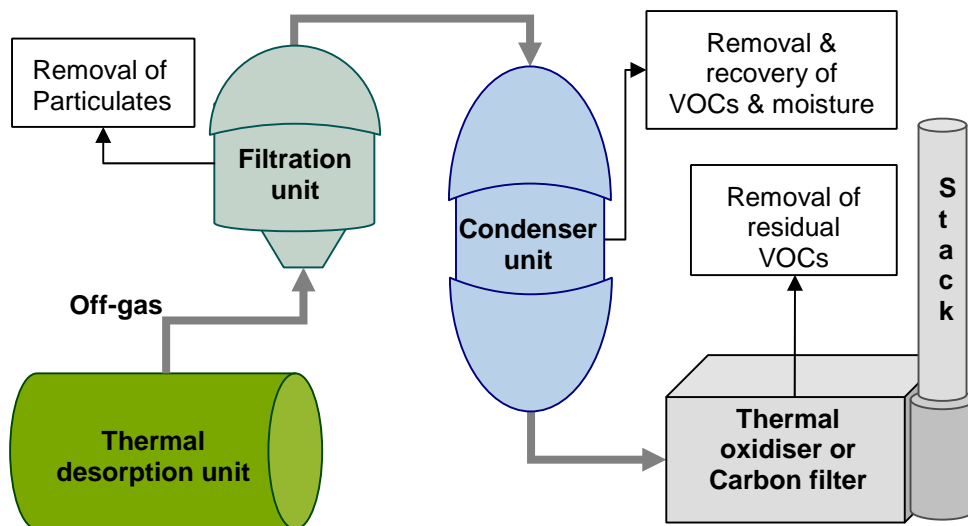 Removal of
Particulates
Filtration
unit
Removal &
recovery of
VOCs & moisture
Condenser
unit
Removal of
residual
VOCs
Stack
Off-gas
Thermal
desorption unit
Thermal
oxidiser or
Carbon filter